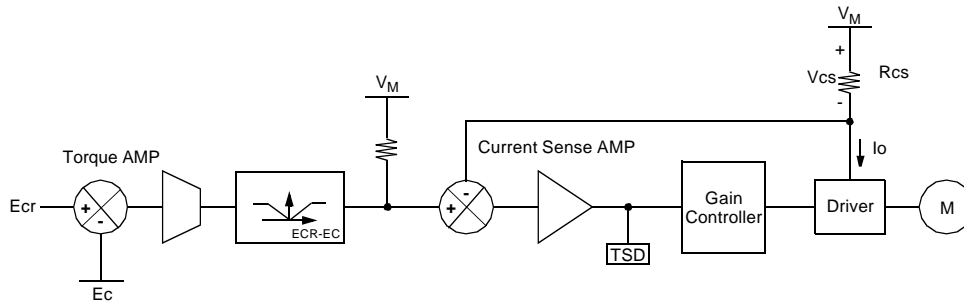 VM
+
Vcs
Rcs
-
VM
Torque AMP
Current Sense AMP
Io
Ecr
+
-
ECR-EC
+
-
Gain
Controller
Driver
M
TSD
Ec